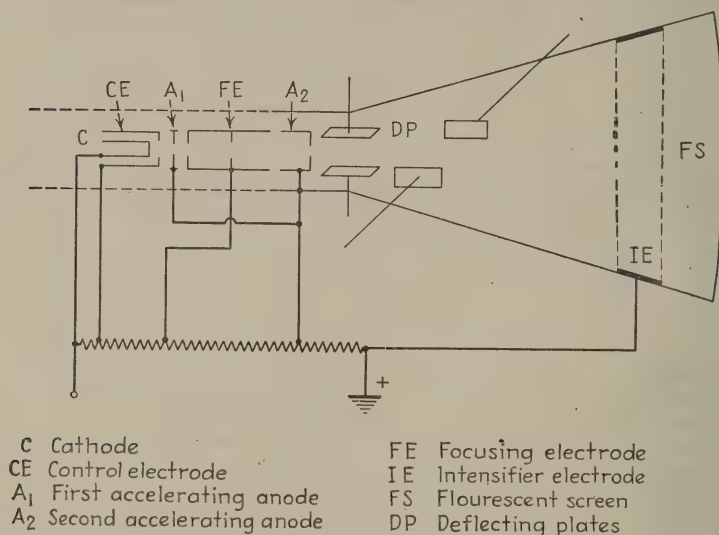 CE A₁ FE A₂
C
DP
FS
IE
+
C Cathode
CE Control electrode
A₁ First accelerating anode
A₂ Second accelerating anode
FE Focusing electrode
IE Intensifier electrode
FS Flourescent screen
DP Deflecting plates